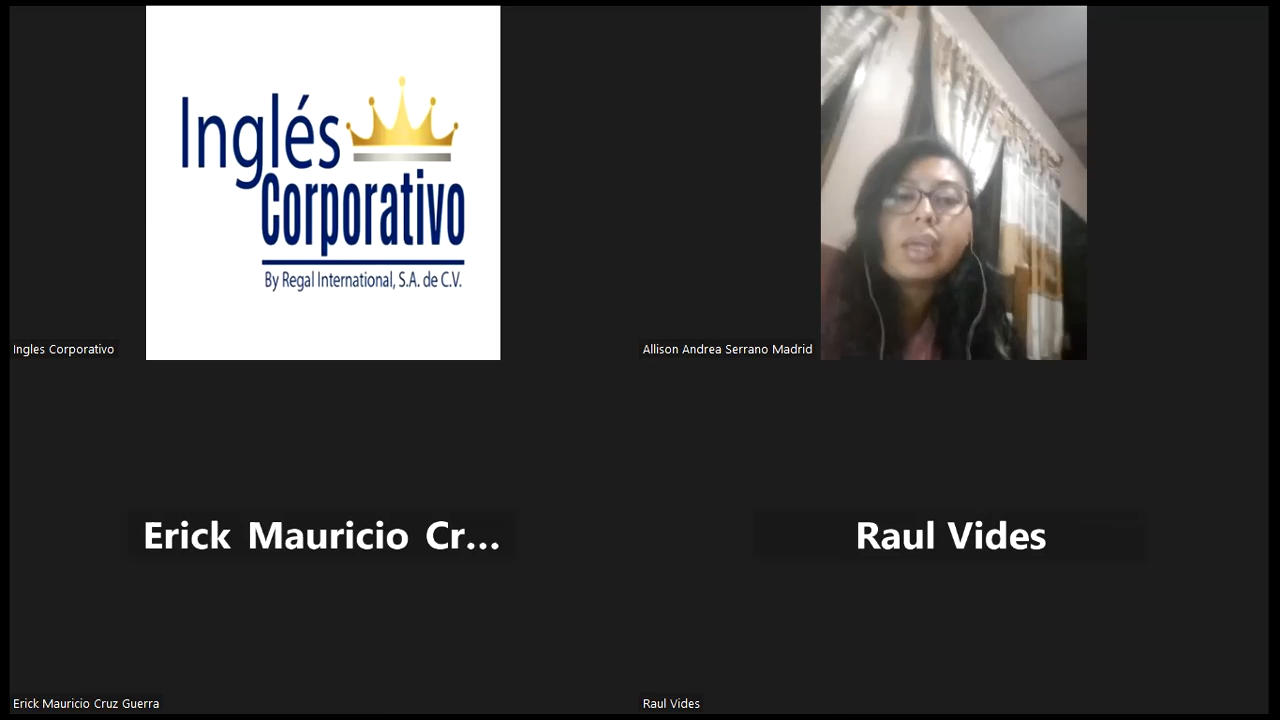 Inglés
Corporativo
By Regal International, S.A. de C.V.
Ingles Corporativo
Allison Andrea Serrano Madrid
Erick Mauricio Cr...
Raul Vides
Erick Mauricio Cruz Guerra
Raul Vides